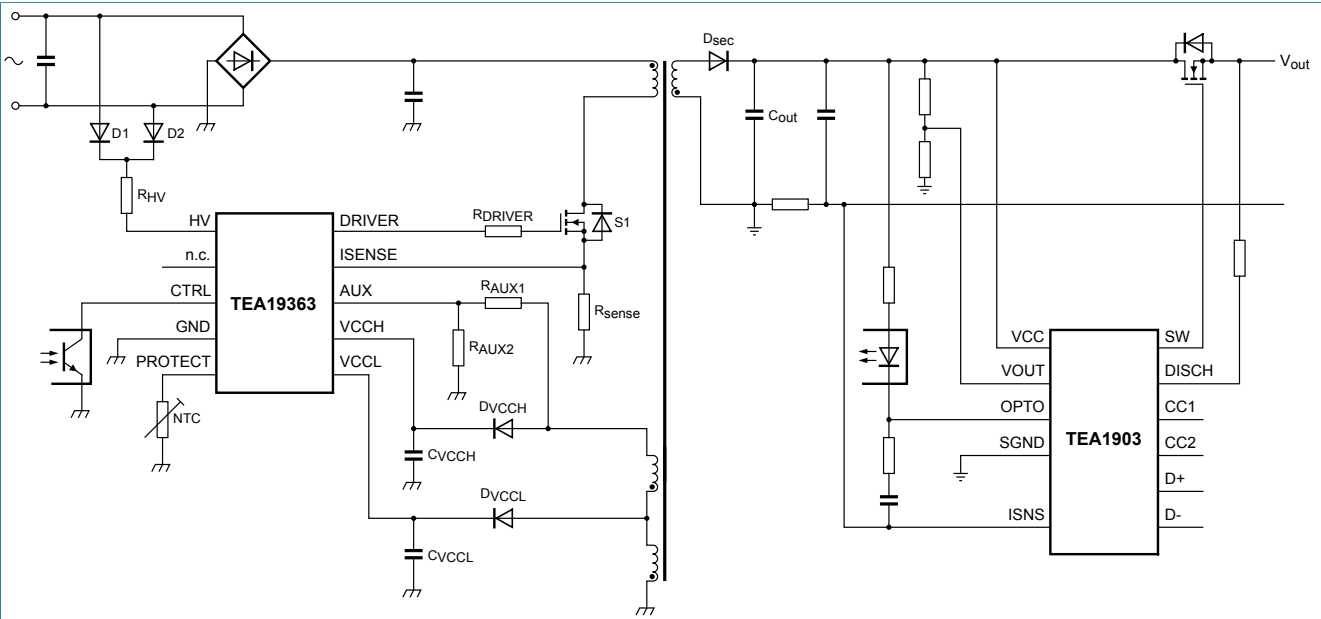 Dsec
Vout
Cout
D1
D2
RHV
HV
DRIVER
RDRIVER
S1
n.c.
ISENSE
CTRL
TEA19363
AUX
RAUX1
Rsense
GND
VCCH
RAUX2
PROTECT
VCCL
NTC
DVCCH
CVCCH
DVCCL
CVCCL
VCC
SW
VOUT
DISCH
OPTO
CC1
TEA1903
SGND
CC2
D+
ISNS
D-